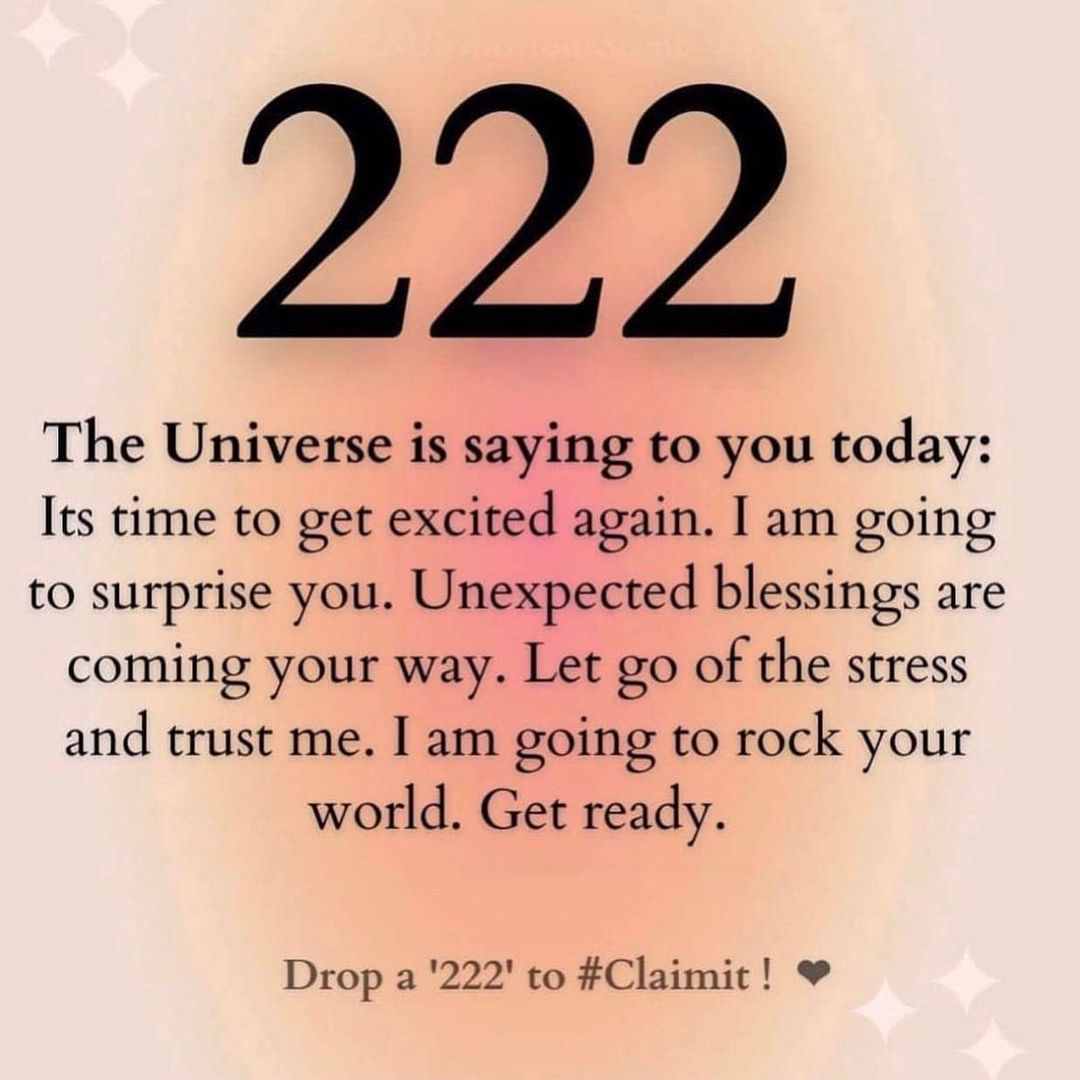 222
The Universe is saying to you today:
Its time to get excited again. I am going
to surprise you. Unexpected blessings are
coming your way. Let go of the stress
and trust me. I am going to rock your
world. Get ready.
Drop a '222' to #Claimit ! ❤